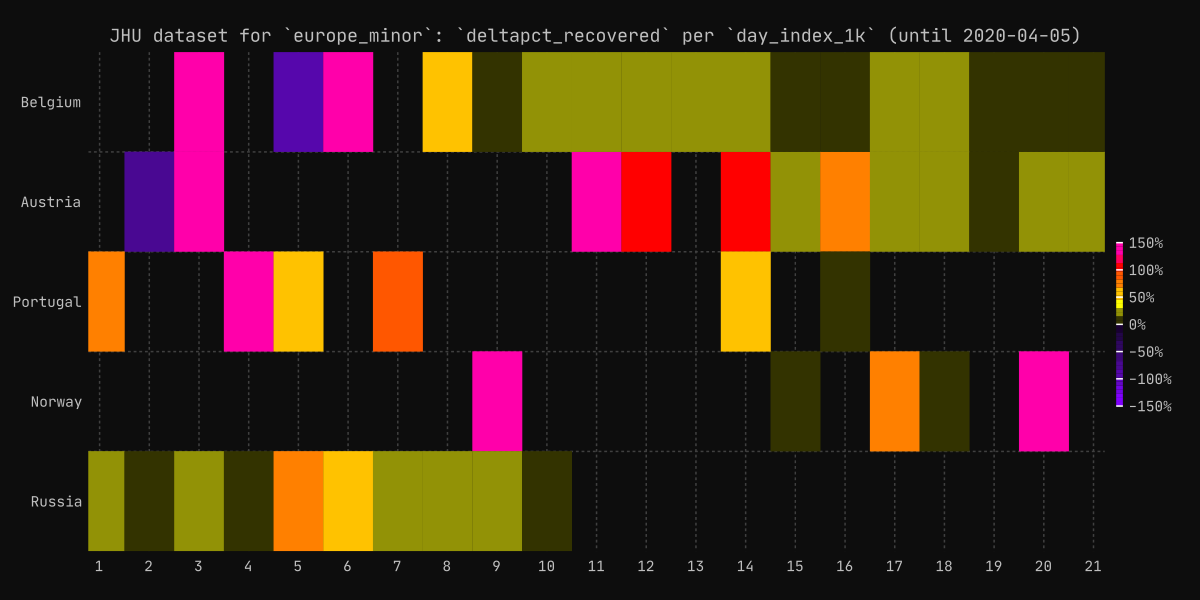 JHU dataset for `europe_minor`: `deltapct_recovered` per `day_index_1k` (until 2020-04-05)
Belgium
Austria
Portugal
Norway
Russia
150%
100%
50%
0%
-50%
-100%
-150%
1 2 3 4 5 6 7 8 9 10 11 12 13 14 15 16 17 18 19 20 21